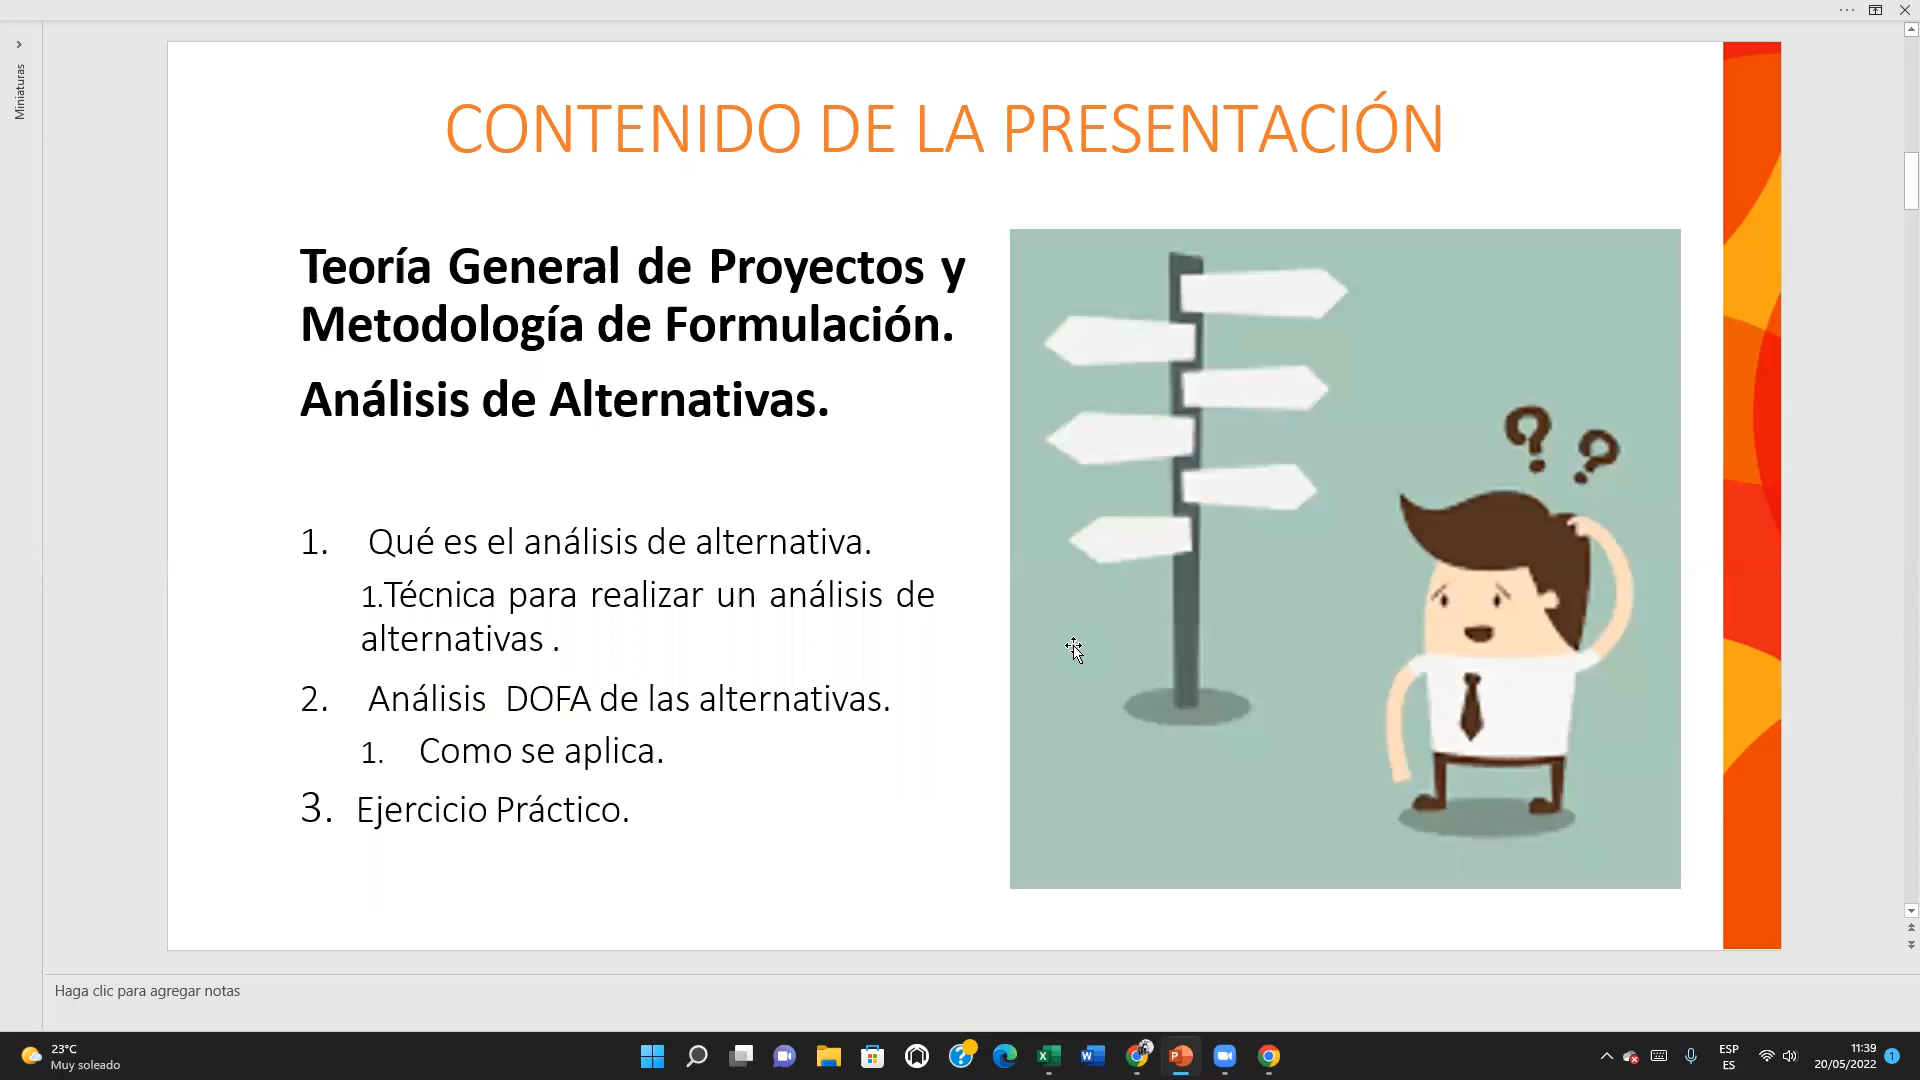 Miniaturas
CONTENIDO DE LA PRESENTACIÓN
Teoría General de Proyectos y
Metodología de Formulación.
Análisis de Alternativas.
1. Qué es el análisis de alternativa.
1.Técnica para realizar un análisis de
alternativas .
2. Análisis DOFA de las alternativas.
1. Como se aplica.
3. Ejercicio Práctico.
? ?
Haga clic para agregar notas
23°C
Muy soleado
ESP
ES
11:39
20/05/2022
1